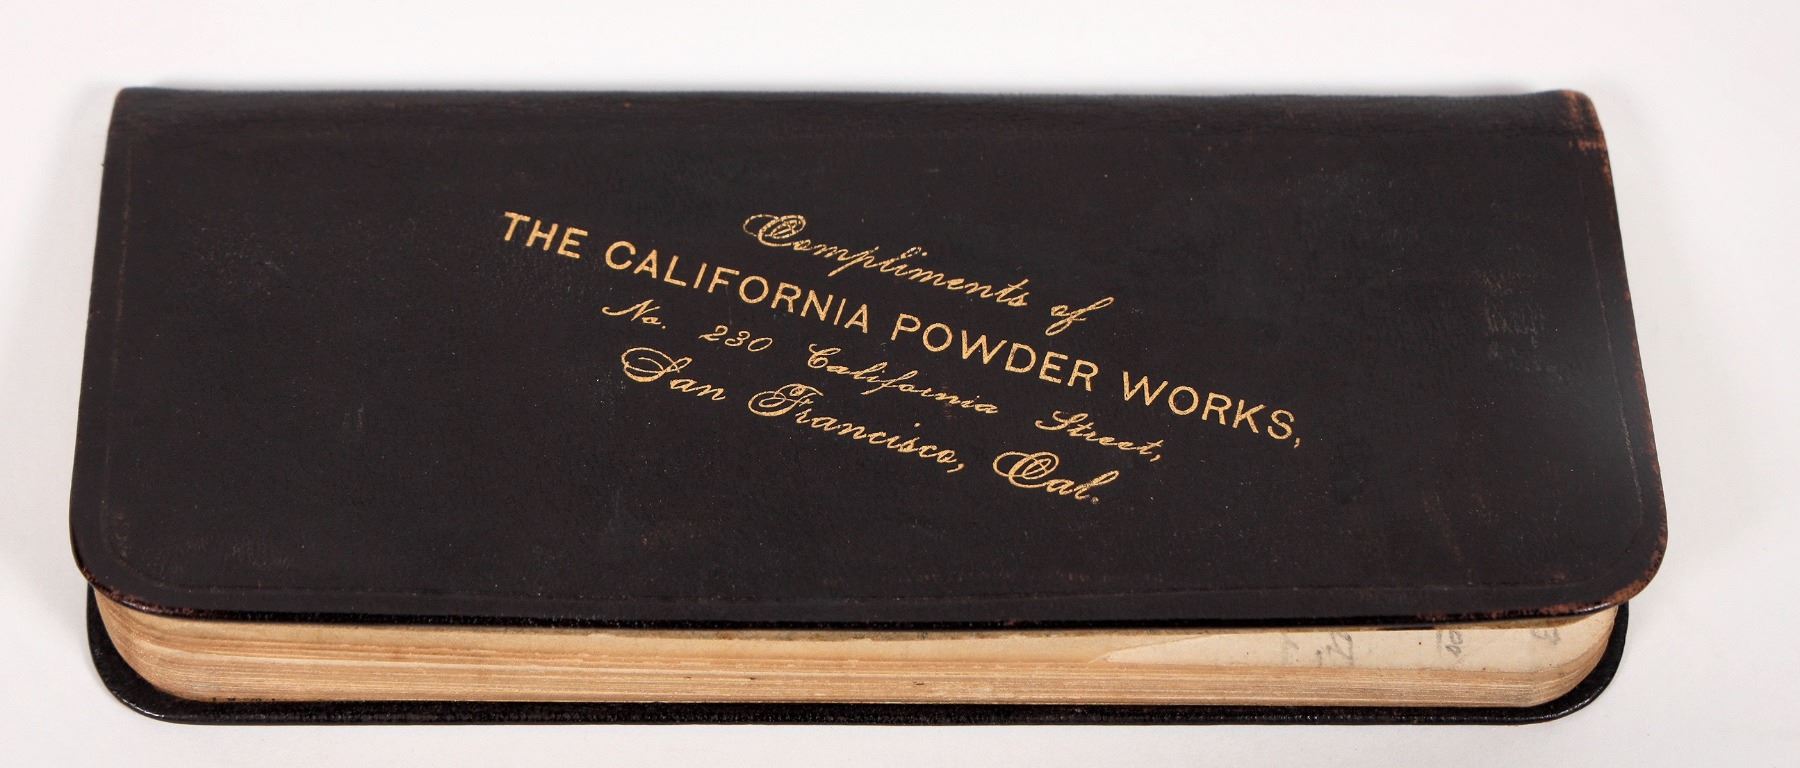 Compliments of
THE CALIFORNIA POWDER WORKS,
No. 230 California Street,
San Francisco, Cal.